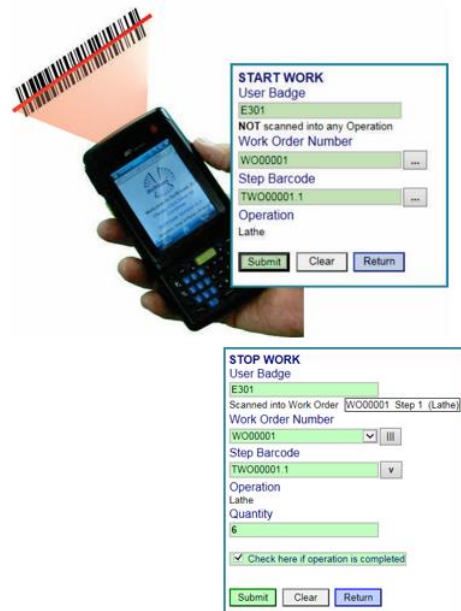 START WORK
User Badge
E301
NOT scanned into any Operation
Work Order Number
WO00001
...
Step Barcode
TWO00001.1
...
Operation
Lathe
Submit Clear Return
STOP WORK
User Badge
E301
Scanned into Work Order WO00001 Step 1 (Lathe)
Work Order Number
WO00001
|||
Step Barcode
TWO00001.1
v
Operation
Lathe
Quantity
6
Check here if operation is completed
Submit Clear Return